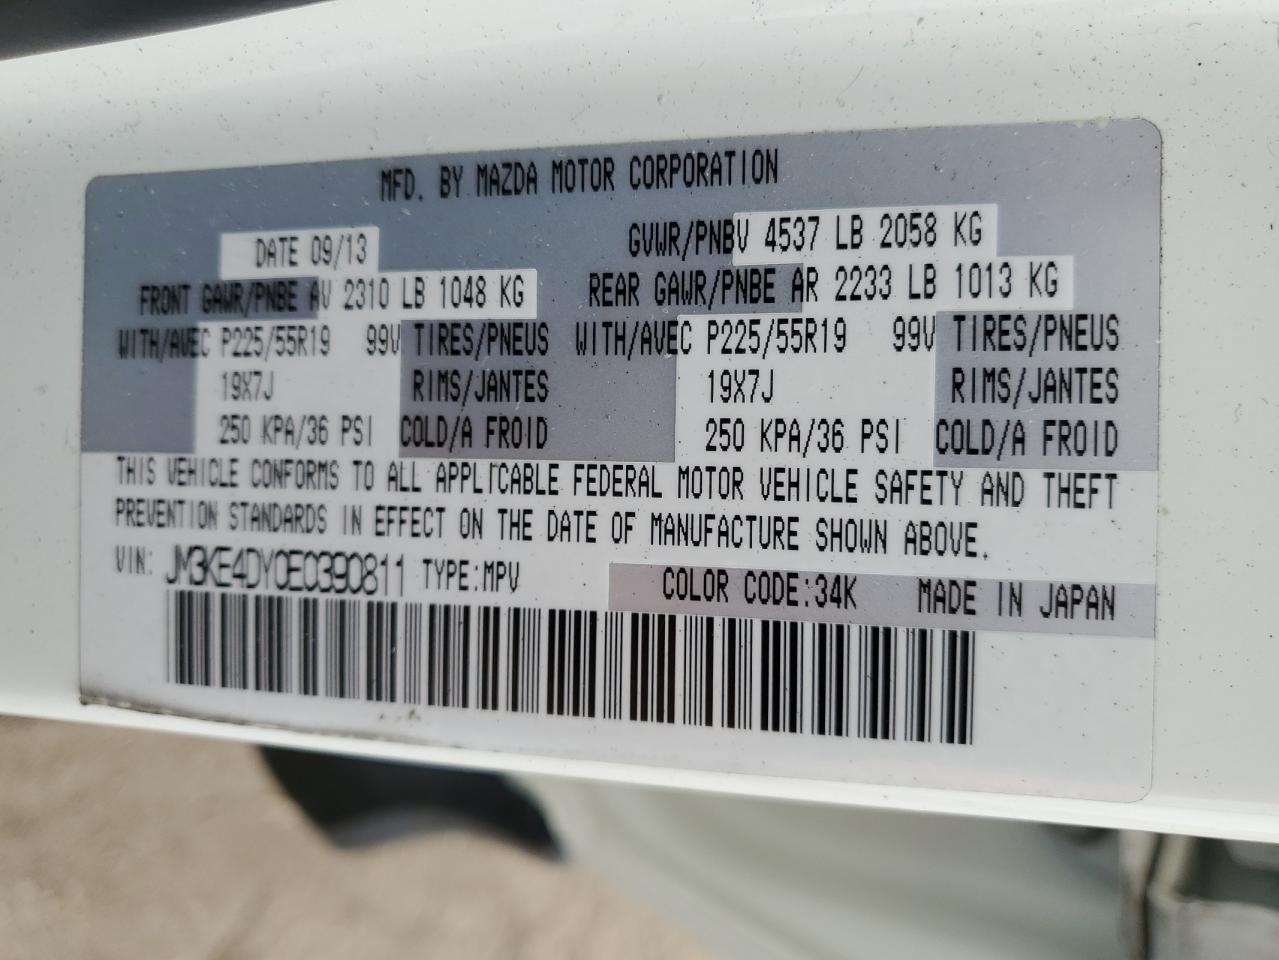 MFD. BY MAZDA MOTOR CORPORATION
DATE 09/13 GVWR/PNBV 4537 LB 2058 KG
FRONT GAWR/PNBE AV 2310 LB 1048 KG REAR GAWR/PNBE AR 2233 LB 1013 KG
WITH/AVEC P225/55R19 99V TIRES/PNEUS WITH/AVEC P225/55R19 99V TIRES/PNEUS
19X7J RIMS/JANTES 19X7J RIMS/JANTES
250 KPA/36 PSI COLD/A FROID 250 KPA/36 PSI COLD/A FROID
THIS VEHICLE CONFORMS TO ALL APPLICABLE FEDERAL MOTOR VEHICLE SAFETY AND THEFT
PREVENTION STANDARDS IN EFFECT ON THE DATE OF MANUFACTURE SHOWN ABOVE.
VIN: JM3KE4DY0E0390811 TYPE:MPV COLOR CODE:34K MADE IN JAPAN